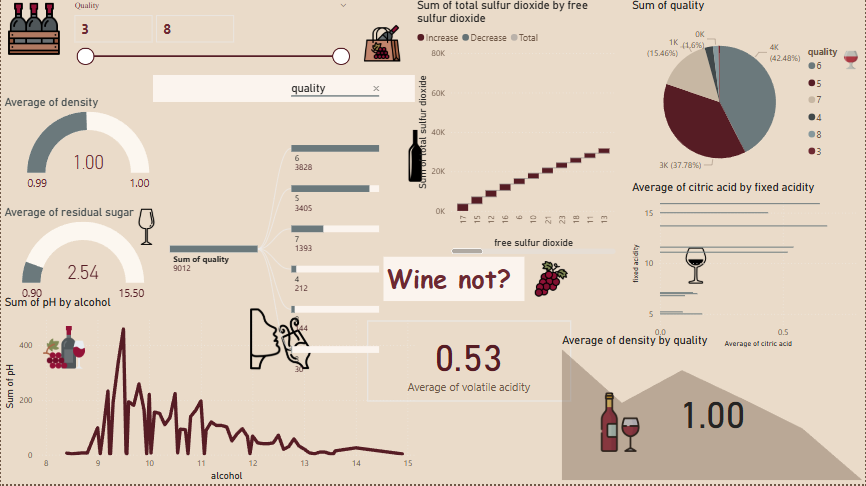 Quality
3
8
quality
Average of density
1.00
0.99
1.00
Average of residual sugar
2.54
0.90
15.50
Sum of quality
9012
6
3828
5
3405
7
1393
4
212
30
Sum of total sulfur dioxide by free
sulfur dioxide
Increase
Decrease
Total
Sum of total sulfur dioxide
80K
60K
40K
20K
0K
17
15
12
16
6
10
21
23
18
11
13
free sulfur dioxide
Sum of quality
0K
(1.6%)
1K
(15.46%)
4K
(42.48%)
3K (37.78%)
quality
6
5
7
4
8
3
Average of citric acid by fixed acidity
fixed acidity
15
10
5
0.0
0.5
Average of citric acid
Wine not?
Sum of pH by alcohol
Sum of pH
400
200
0
8
9
10
11
12
13
14
15
alcohol
0.53
Average of volatile acidity
Average of density by quality
1.00